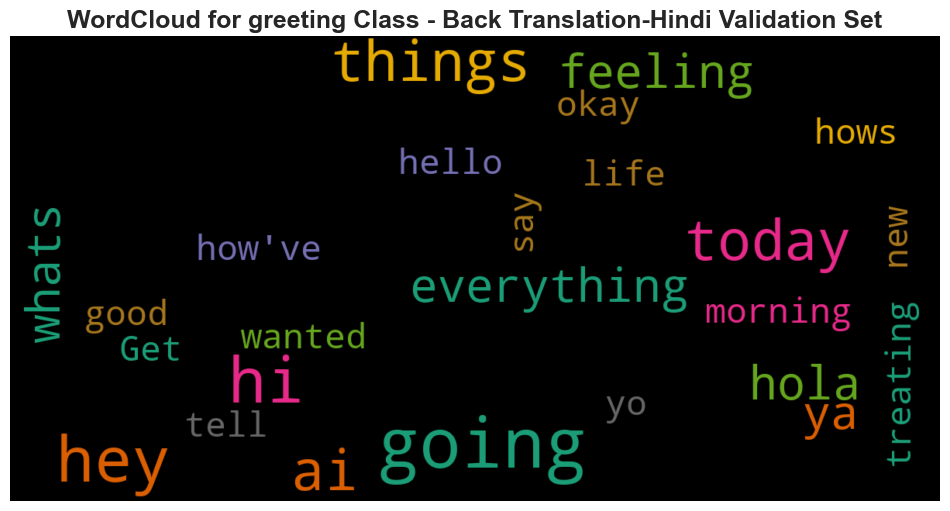 WordCloud for greeting Class - Back Translation-Hindi Validation Set
things
feeling
okay
hows
hello
life
say
new
whats
how've
today
everything
good
morning
Get
wanted
treating
hi
hola
yo
ya
tell
hey
ai
going